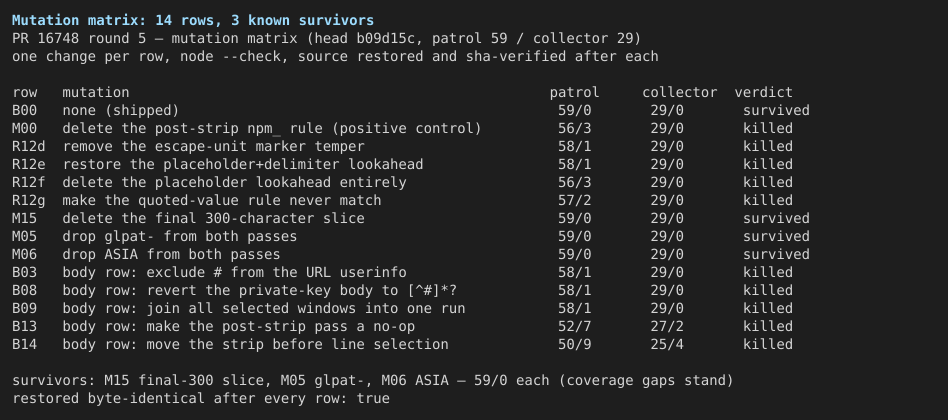 Mutation matrix: 14 rows, 3 known survivors
PR 16748 round 5 — mutation matrix (head b09d15c, patrol 59 / collector 29)
one change per row, node --check, source restored and sha-verified after each
row mutation patrol collector verdict
B00 none (shipped) 59/0 29/0 survived
M00 delete the post-strip npm_ rule (positive control) 56/3 29/0 killed
R12d remove the escape-unit marker temper 58/1 29/0 killed
R12e restore the placeholder+delimiter lookahead 58/1 29/0 killed
R12f delete the placeholder lookahead entirely 56/3 29/0 killed
R12g make the quoted-value rule never match 57/2 29/0 killed
M15 delete the final 300-character slice 59/0 29/0 survived
M05 drop glpat- from both passes 59/0 29/0 survived
M06 drop ASIA from both passes 59/0 29/0 survived
B03 body row: exclude # from the URL userinfo 58/1 29/0 killed
B08 body row: revert the private-key body to [^#]*? 58/1 29/0 killed
B09 body row: join all selected windows into one run 58/1 29/0 killed
B13 body row: make the post-strip pass a no-op 52/7 27/2 killed
B14 body row: move the strip before line selection 50/9 25/4 killed
survivors: M15 final-300 slice, M05 glpat-, M06 ASIA — 59/0 each (coverage gaps stand)
restored byte-identical after every row: true